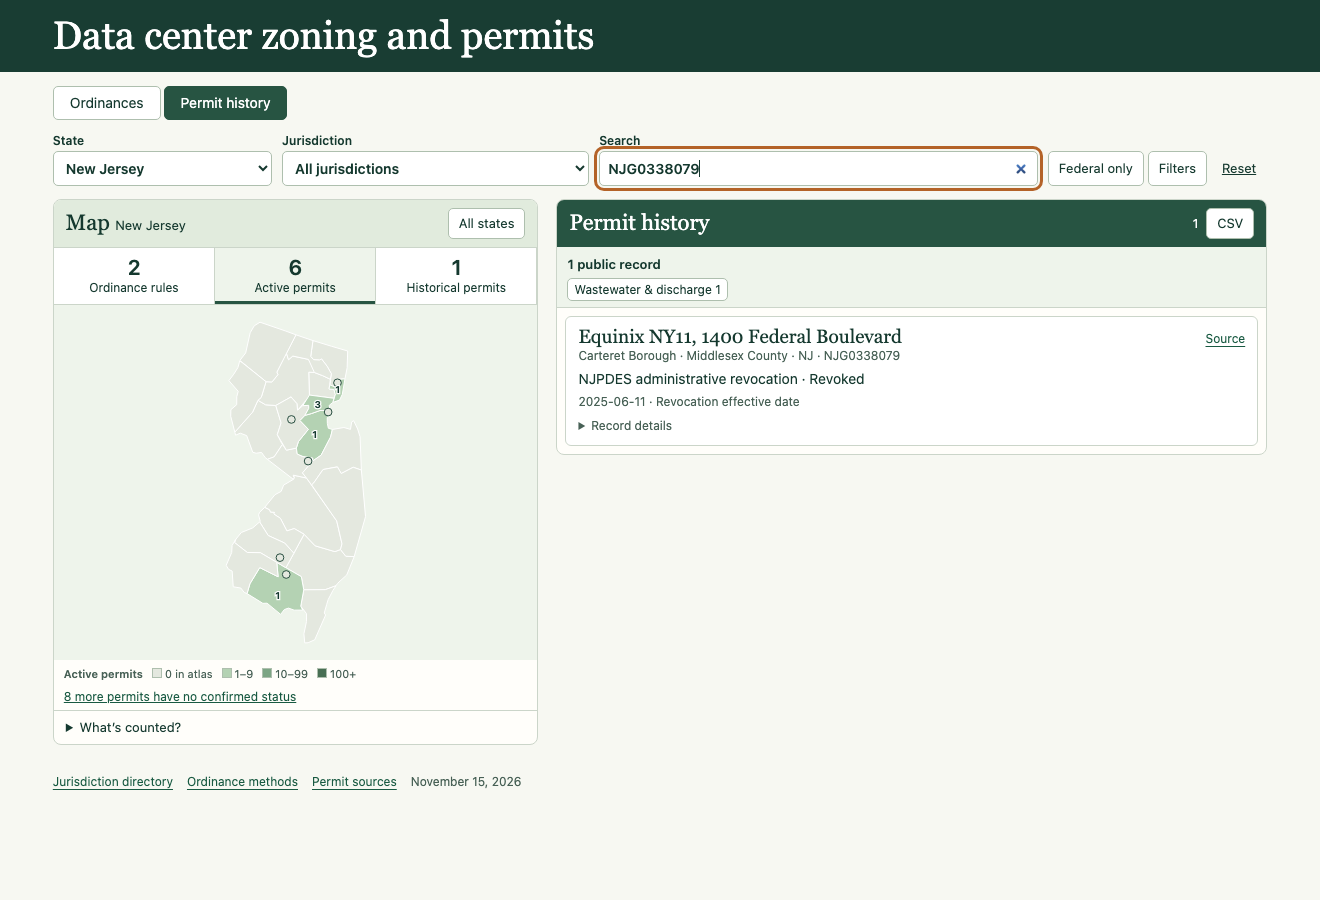 Data center zoning and permits
Ordinances
Permit history
State
Jurisdiction
Search
New Jersey
All jurisdictions
NJG0338079
Federal only
Filters
Reset
Map New Jersey
All states
2
Ordinance rules
6
Active permits
1
Historical permits
1
3
1
1
Active permits 0 in atlas 1–9 10–99 100+
8 more permits have no confirmed status
What’s counted?
Permit history
1
CSV
1 public record
Wastewater & discharge 1
Equinix NY11, 1400 Federal Boulevard
Source
Carteret Borough · Middlesex County · NJ · NJG0338079
NJPDES administrative revocation · Revoked
2025-06-11 · Revocation effective date
Record details
Jurisdiction directory
Ordinance methods
Permit sources
November 15, 2026